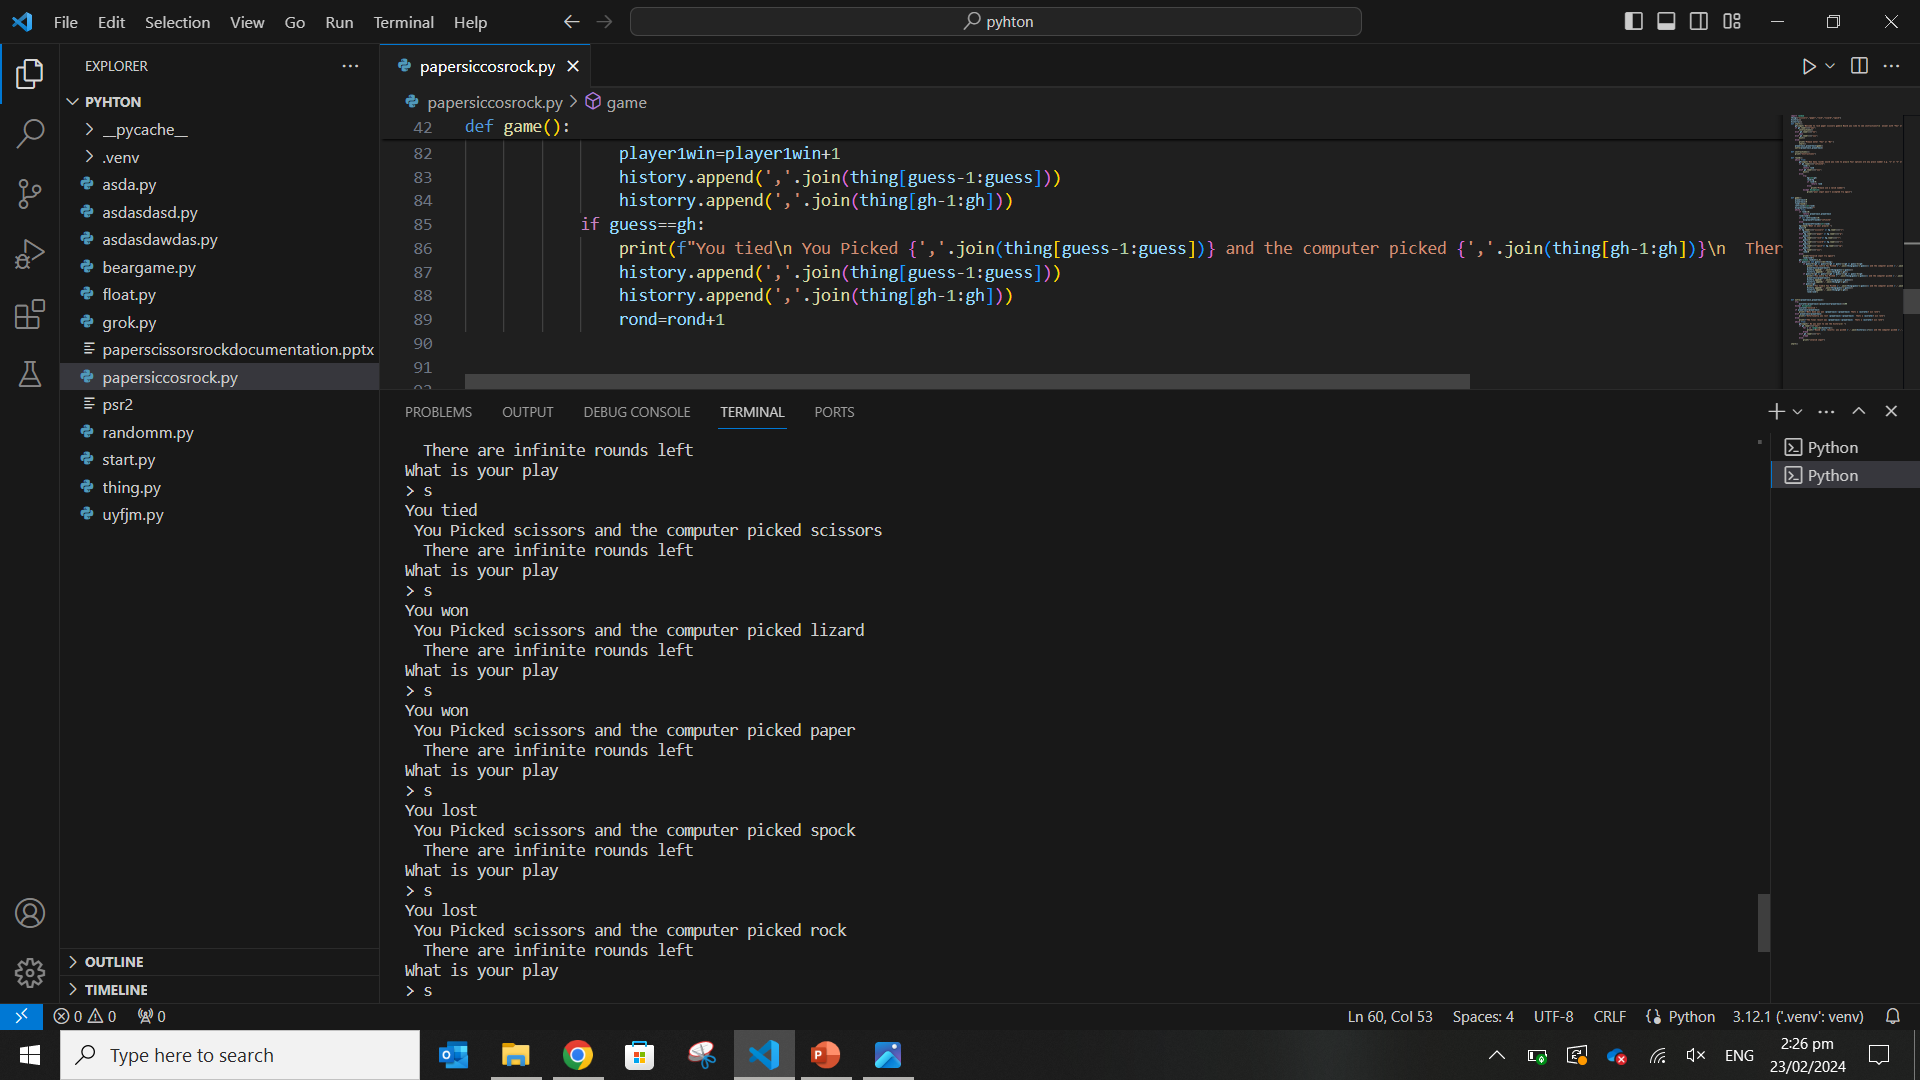 File Edit Selection View Go Run Terminal Help
pyhton
EXPLORER
PYHTON
__pycache__
.venv
asda.py
asdasdasd.py
asdasdawdas.py
beargame.py
float.py
grok.py
paperscissorsrockdocumentation.pptx
papersiccosrock.py
psr2
randomm.py
start.py
thing.py
uyfjm.py
OUTLINE
TIMELINE
papersiccosrock.py
papersiccosrock.py > game
42 def game():
82 player1win=player1win+1
83 history.append(','.join(thing[guess-1:guess]))
84 historry.append(','.join(thing[gh-1:gh]))
85 if guess==gh:
86 print(f"You tied\n You Picked {','.join(thing[guess-1:guess])} and the computer picked {','.join(thing[gh-1:gh])}\n  Ther
87 history.append(','.join(thing[guess-1:guess]))
88 historry.append(','.join(thing[gh-1:gh]))
89 rond=rond+1
90
91
PROBLEMS OUTPUT DEBUG CONSOLE TERMINAL PORTS
There are infinite rounds left
What is your play
> s
You tied
You Picked scissors and the computer picked scissors
There are infinite rounds left
What is your play
> s
You won
You Picked scissors and the computer picked lizard
There are infinite rounds left
What is your play
> s
You won
You Picked scissors and the computer picked paper
There are infinite rounds left
What is your play
> s
You lost
You Picked scissors and the computer picked spock
There are infinite rounds left
What is your play
> s
You lost
You Picked scissors and the computer picked rock
There are infinite rounds left
What is your play
> s
Python
Python
0 0 0
Ln 60, Col 53 Spaces: 4 UTF-8 CRLF Python 3.12.1 ('.venv': venv)
Type here to search
ENG
2:26 pm
23/02/2024